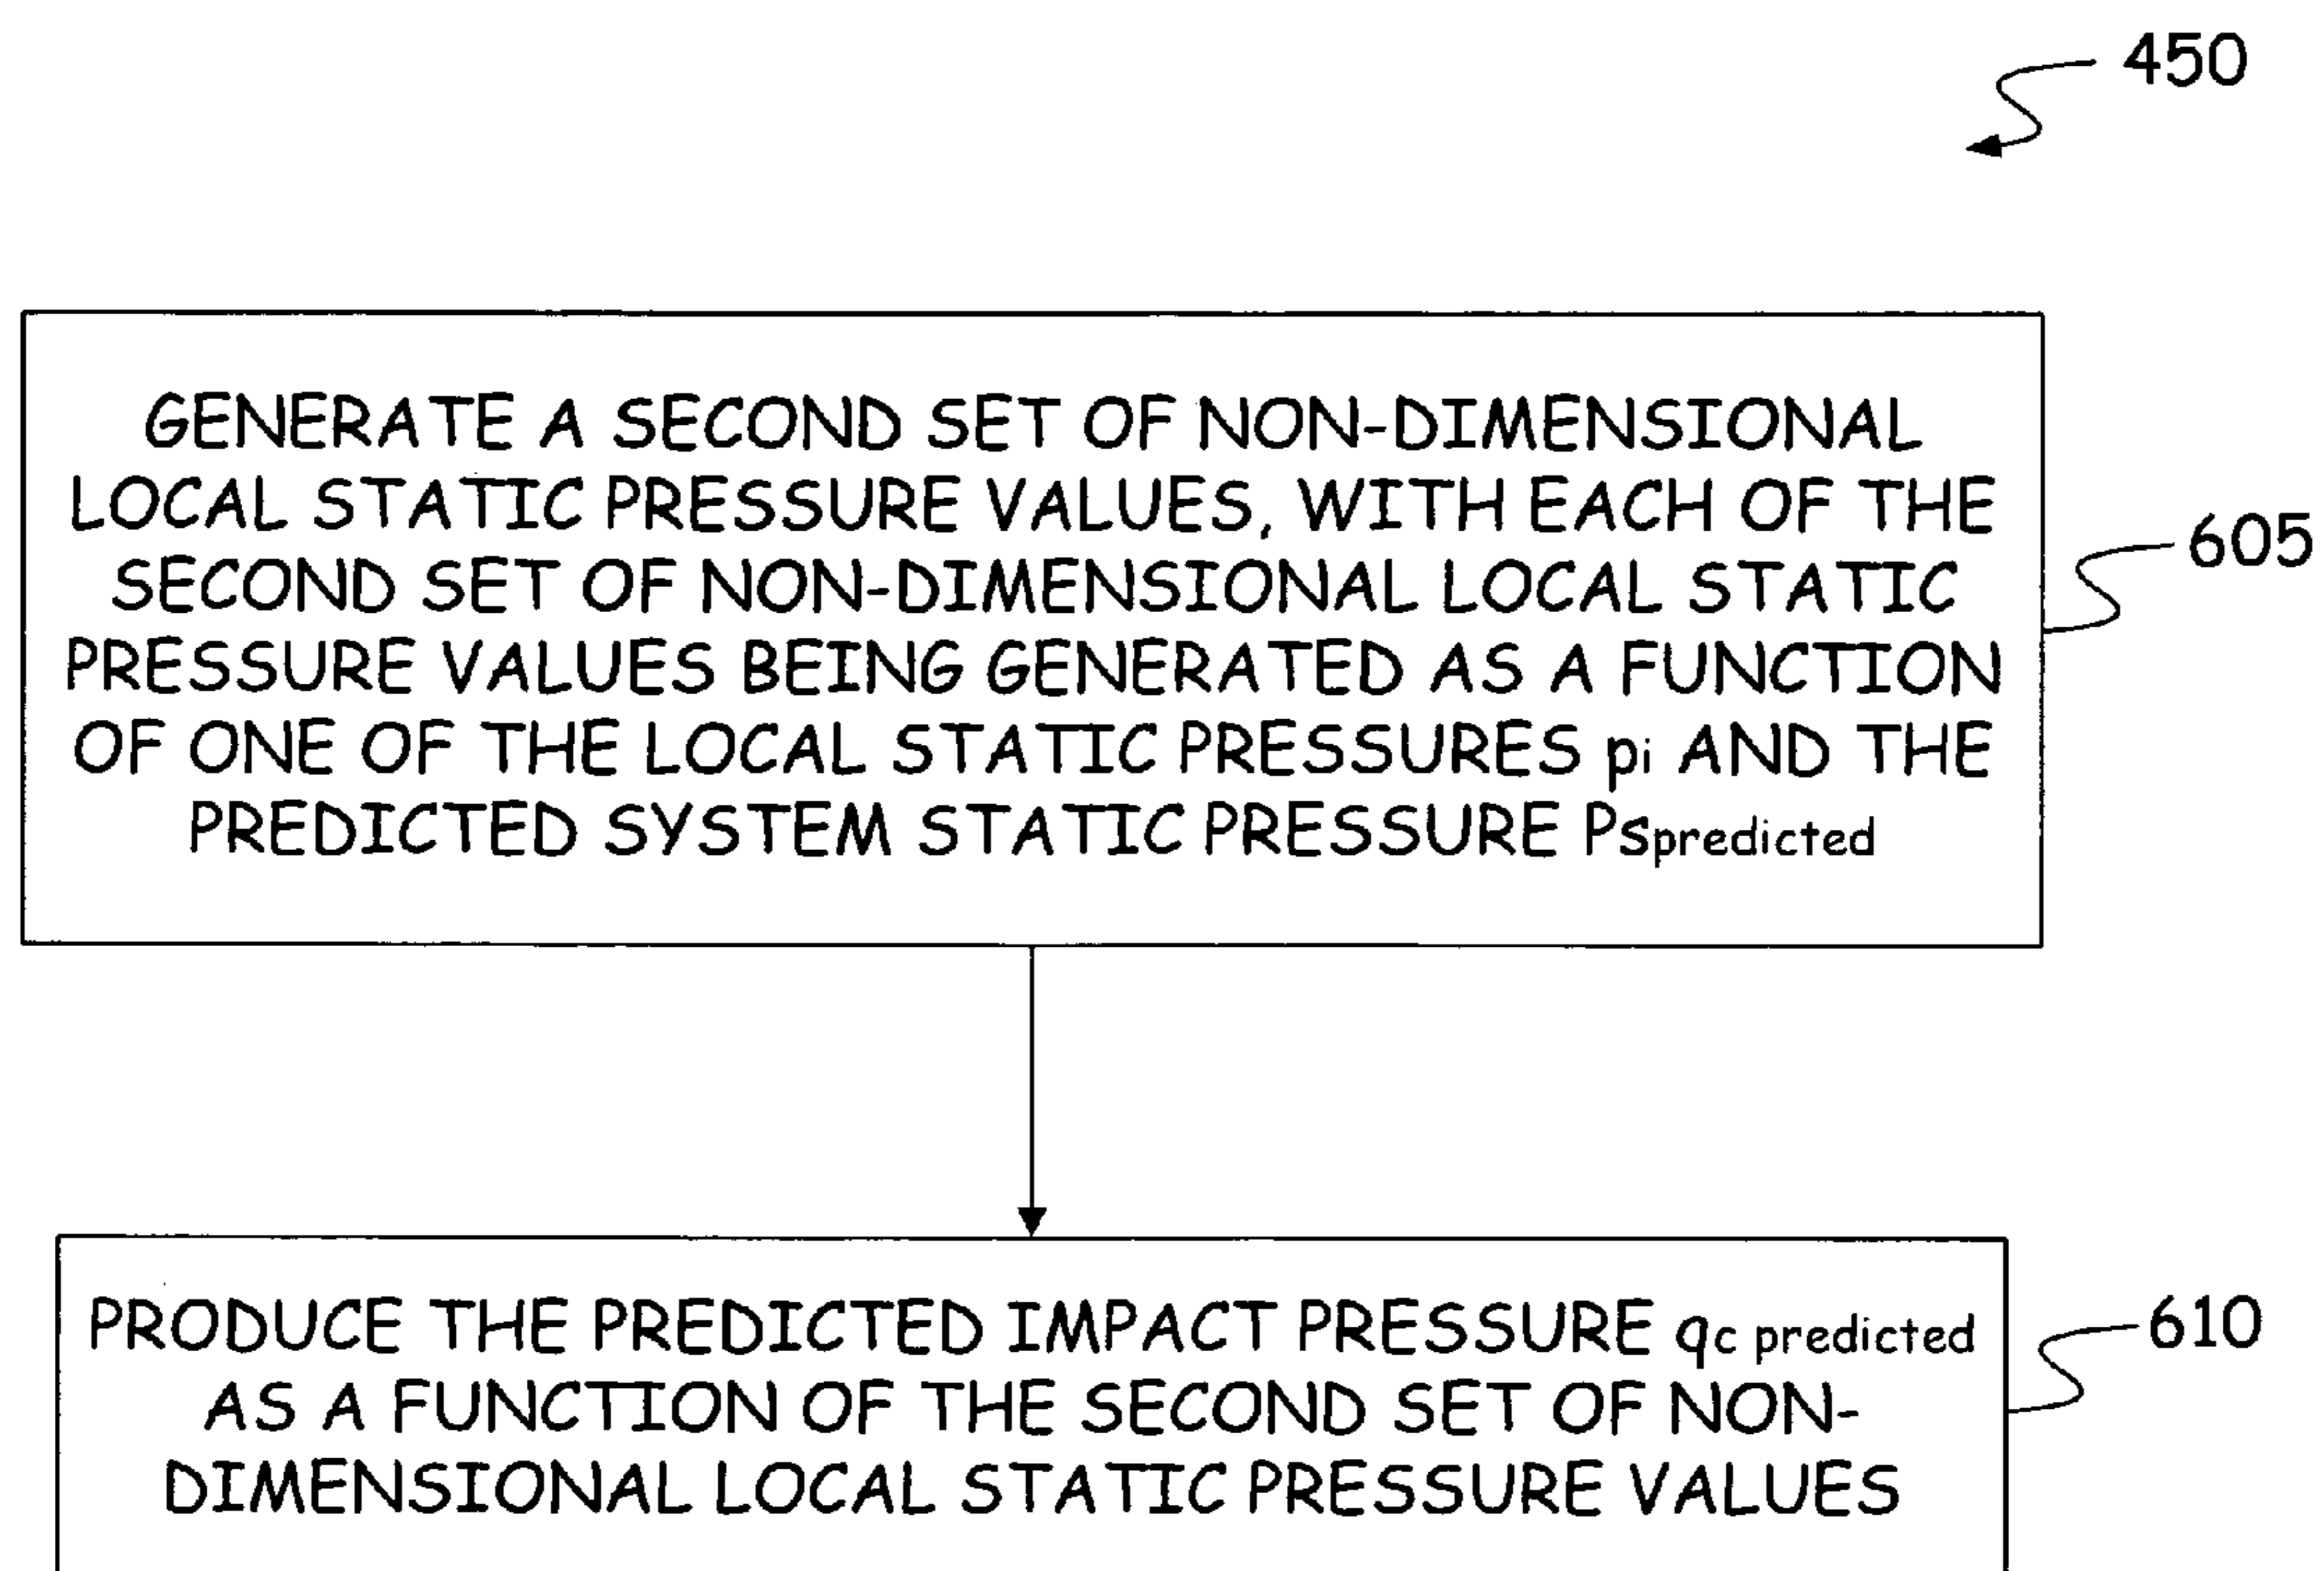 450
GENERATE A SECOND SET OF NON-DIMENSIONAL
LOCAL STATIC PRESSURE VALUES, WITH EACH OF THE
SECOND SET OF NON-DIMENSIONAL LOCAL STATIC
PRESSURE VALUES BEING GENERATED AS A FUNCTION
OF ONE OF THE LOCAL STATIC PRESSURES pi AND THE
PREDICTED SYSTEM STATIC PRESSURE Pspredicted
605
PRODUCE THE PREDICTED IMPACT PRESSURE qc predicted
AS A FUNCTION OF THE SECOND SET OF NON-
DIMENSIONAL LOCAL STATIC PRESSURE VALUES
610